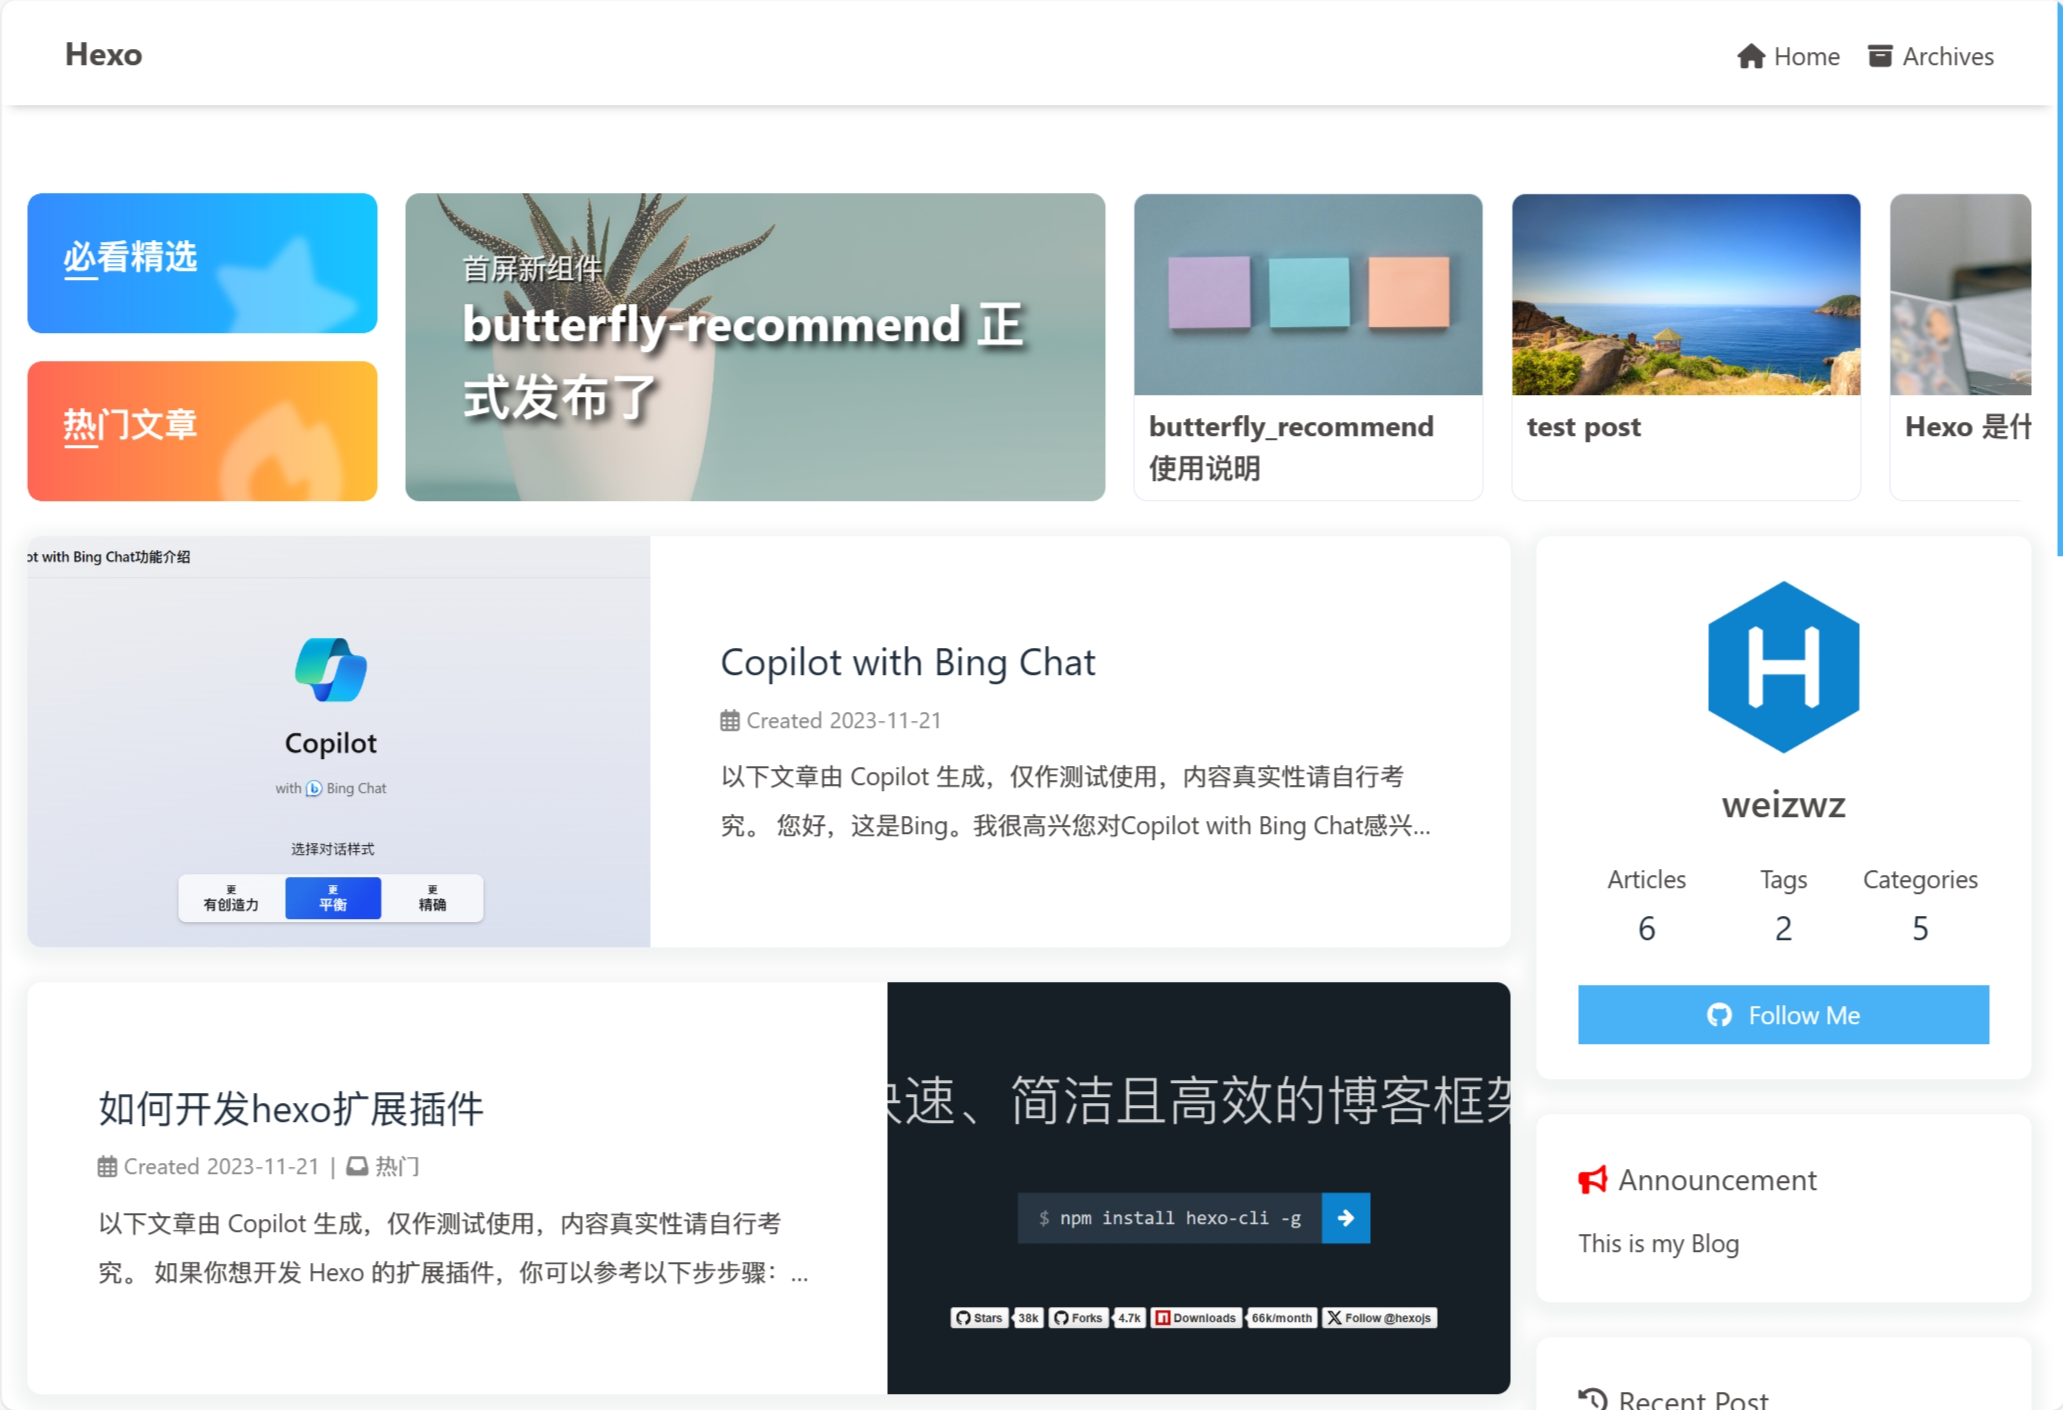 Hexo
Home
Archives
必看精选
热门文章
首屏新组件
butterfly-recommend 正
式发布了
butterfly_recommend
使用说明
test post
Hexo 是什
ot with Bing Chat功能介绍
Copilot
with Bing Chat
选择对话样式
更
有创造力
更
平衡
更
精确
Copilot with Bing Chat
Created 2023-11-21
以下文章由 Copilot 生成，仅作测试使用，内容真实性请自行考
究。 您好，这是Bing。我很高兴您对Copilot with Bing Chat感兴...
如何开发hexo扩展插件
Created 2023-11-21 | 热门
以下文章由 Copilot 生成，仅作测试使用，内容真实性请自行考
究。 如果你想开发 Hexo 的扩展插件，你可以参考以下步步骤：...
快速、简洁且高效的博客框架
$ npm install hexo-cli -g
Stars 38k Forks 4.7k Downloads 66k/month Follow @hexojs
weizwz
Articles
6
Tags
2
Categories
5
Follow Me
Announcement
This is my Blog
Recent Post